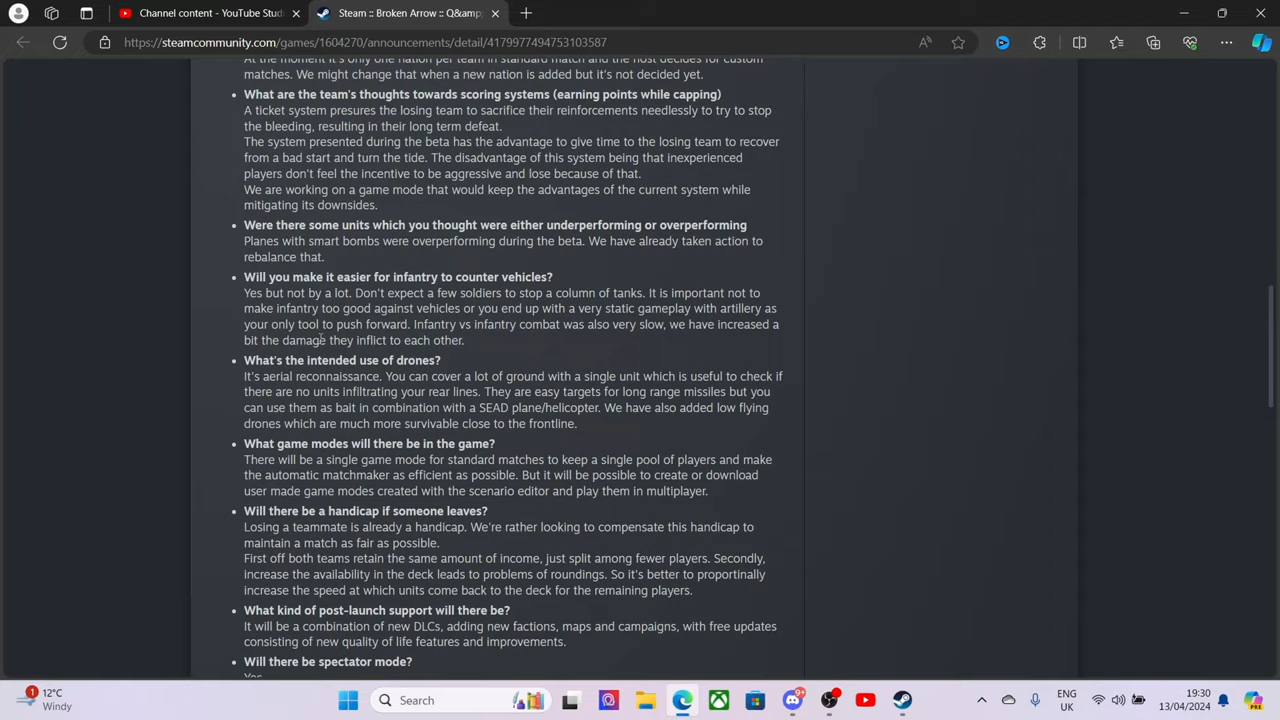 Channel content - YouTube Stud
Steam :: Broken Arrow :: Q&amp;
https://steamcommunity.com/games/1604270/announcements/detail/4179977494753103587
At the moment it's only one nation per team in standard match and the host decides for custom
matches. We might change that when a new nation is added but it's not decided yet.
What are the team's thoughts towards scoring systems (earning points while capping)
A ticket system presures the losing team to sacrifice their reinforcements needlessly to try to stop
the bleeding, resulting in their long term defeat.
The system presented during the beta has the advantage to give time to the losing team to recover
from a bad start and turn the tide. The disadvantage of this system being that inexperienced
players don't feel the incentive to be aggressive and lose because of that.
We are working on a game mode that would keep the advantages of the current system while
mitigating its downsides.
Were there some units which you thought were either underperforming or overperforming
Planes with smart bombs were overperforming during the beta. We have already taken action to
rebalance that.
Will you make it easier for infantry to counter vehicles?
Yes but not by a lot. Don't expect a few soldiers to stop a column of tanks. It is important not to
make infantry too good against vehicles or you end up with a very static gameplay with artillery as
your only tool to push forward. Infantry vs infantry combat was also very slow, we have increased a
bit the damage they inflict to each other.
What's the intended use of drones?
It's aerial reconnaissance. You can cover a lot of ground with a single unit which is useful to check if
there are no units infiltrating your rear lines. They are easy targets for long range missiles but you
can use them as bait in combination with a SEAD plane/helicopter. We have also added low flying
drones which are much more survivable close to the frontline.
What game modes will there be in the game?
There will be a single game mode for standard matches to keep a single pool of players and make
the automatic matchmaker as efficient as possible. But it will be possible to create or download
user made game modes created with the scenario editor and play them in multiplayer.
Will there be a handicap if someone leaves?
Losing a teammate is already a handicap. We're rather looking to compensate this handicap to
maintain a match as fair as possible.
First off both teams retain the same amount of income, just split among fewer players. Secondly,
increase the availability in the deck leads to problems of roundings. So it's better to proportinally
increase the speed at which units come back to the deck for the remaining players.
What kind of post-launch support will there be?
It will be a combination of new DLCs, adding new factions, maps and campaigns, with free updates
consisting of new quality of life features and improvements.
Will there be spectator mode?
Yes
1
12°C
Windy
Search
9+
ENG
UK
19:30
13/04/2024
PRE